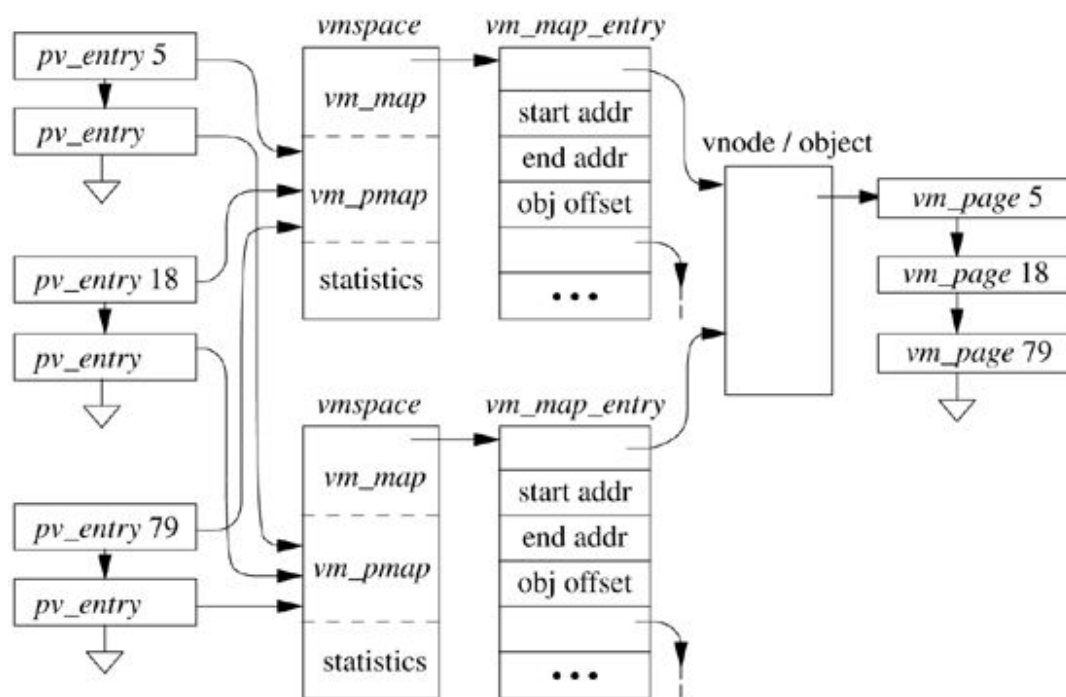 pv_entry 5
pv_entry
pv_entry 18
pv_entry
pv_entry 79
pv_entry
vmspace
vm_map
vm_pmap
statistics
vm_map_entry
start addr
end addr
obj offset
•••
vmspace
vm_map
vm_pmap
statistics
vm_map_entry
start addr
end addr
obj offset
•••
vnode / object
vm_page 5
vm_page 18
vm_page 79